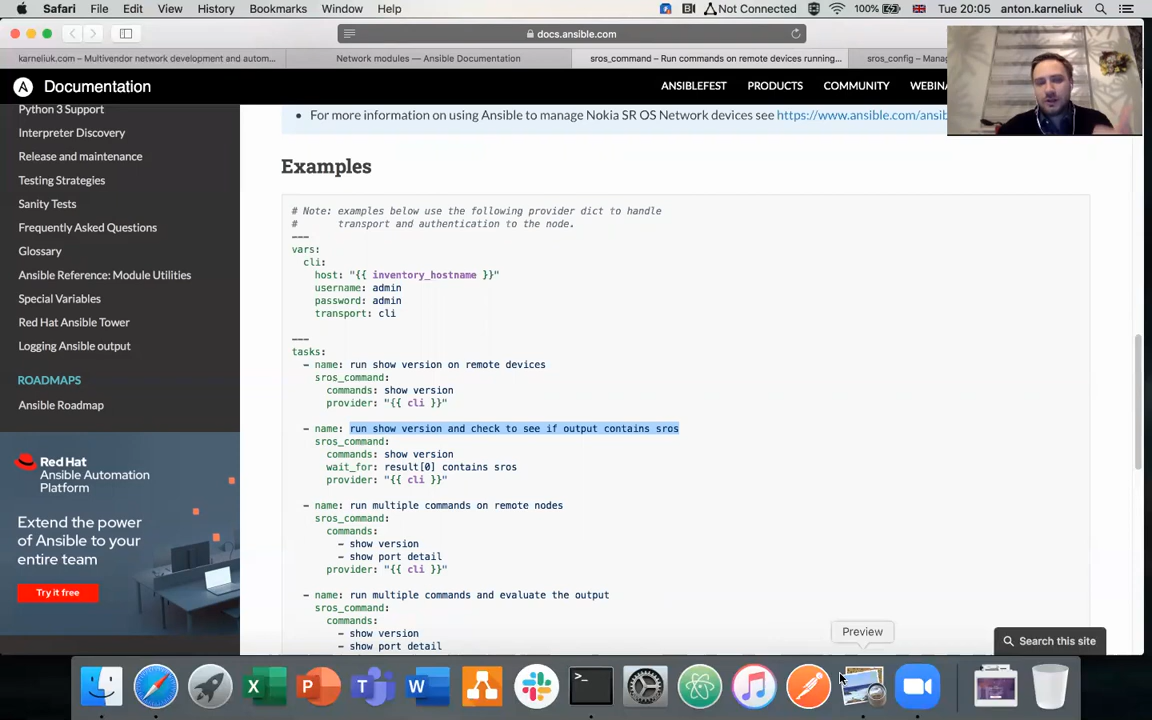 Safari File Edit View History Bookmarks Window Help
Not Connected 100% Tue 20:05 anton.karneliuk
docs.ansible.com
karneliuk.com – Multivendor network development and autom...
Network modules — Ansible Documentation
sros_command – Run commands on remote devices running...
sros_config – Mana
A Documentation
ANSIBLEFEST PRODUCTS COMMUNITY WEBINA
Python 3 Support
Interpreter Discovery
Release and maintenance
Testing Strategies
Sanity Tests
Frequently Asked Questions
Glossary
Ansible Reference: Module Utilities
Special Variables
Red Hat Ansible Tower
Logging Ansible output
ROADMAPS
Ansible Roadmap
Red Hat
Ansible Automation
Platform
Extend the power
of Ansible to your
entire team
Try it free
• For more information on using Ansible to manage Nokia SR OS Network devices see https://www.ansible.com/ansib
Examples
# Note: examples below use the following provider dict to handle
# transport and authentication to the node.
---
vars:
cli:
host: "{{ inventory_hostname }}"
username: admin
password: admin
transport: cli
---
tasks:
- name: run show version on remote devices
sros_command:
commands: show version
provider: "{{ cli }}"
- name: run show version and check to see if output contains sros
sros_command:
commands: show version
wait_for: result[0] contains sros
provider: "{{ cli }}"
- name: run multiple commands on remote nodes
sros_command:
commands:
- show version
- show port detail
provider: "{{ cli }}"
- name: run multiple commands and evaluate the output
sros_command:
commands:
- show version
- show port detail
Preview
Search this site
X P T W >_